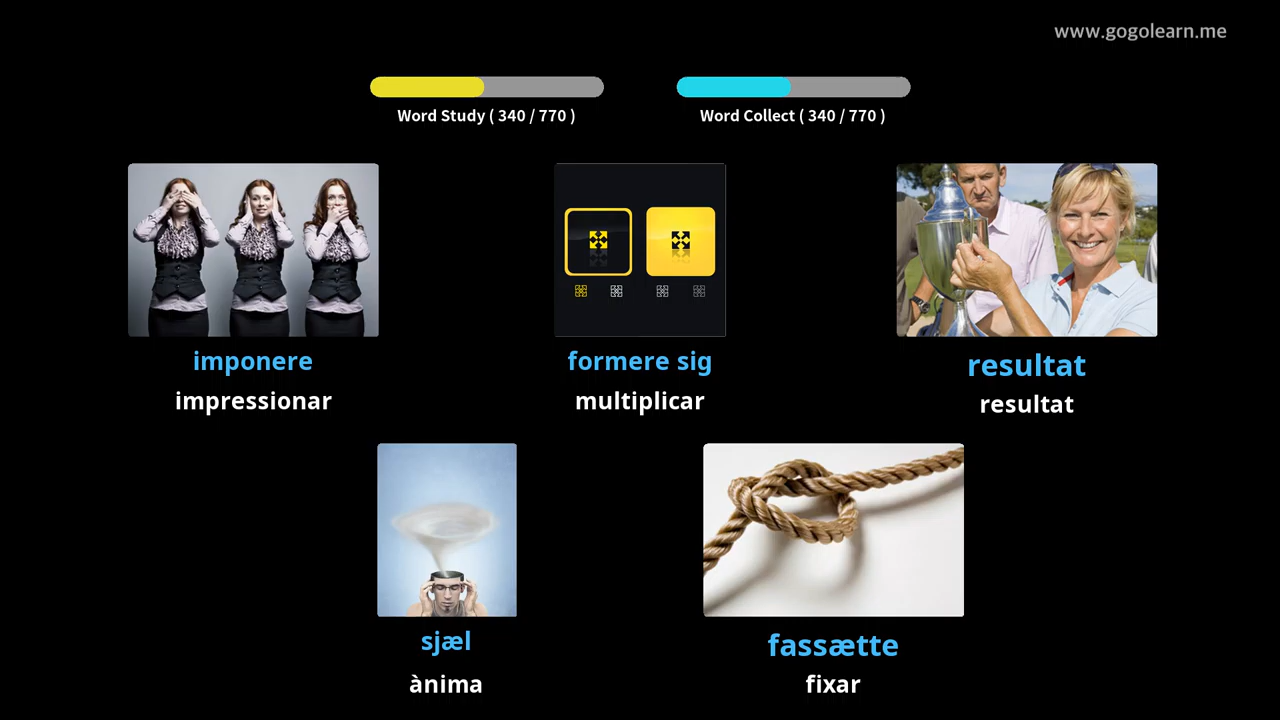 www.gogolearn.me
Word Study ( 340 / 770 )
Word Collect ( 340 / 770 )
imponere
impressionar
formere sig
multiplicar
resultat
resultat
sjæl
ànima
fassætte
fixar